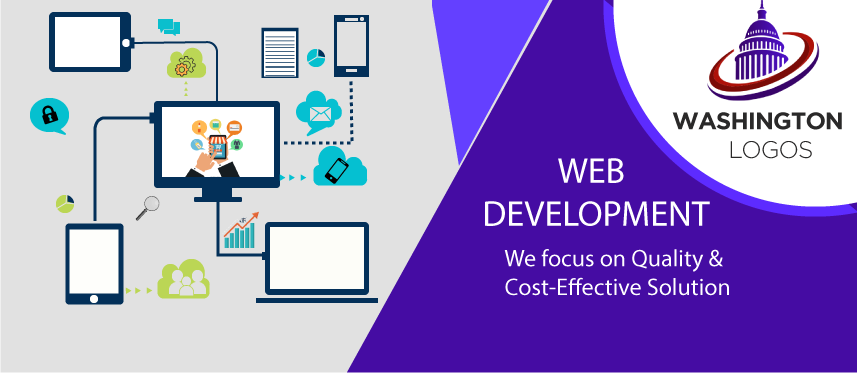 WASHINGTON
LOGOS
WEB
DEVELOPMENT
We focus on Quality &
Cost-Effective Solution